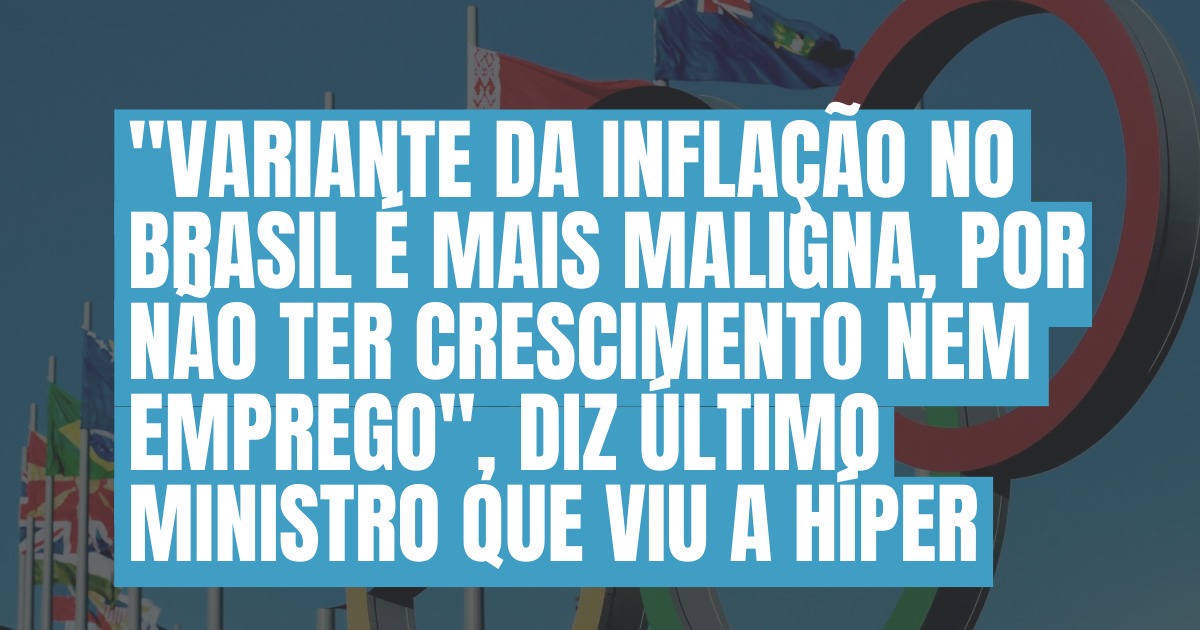 "VARIANTE DA INFLAÇÃO NO
BRASIL É MAIS MALIGNA, POR
NÃO TER CRESCIMENTO NEM
EMPREGO", DIZ ÚLTIMO
MINISTRO QUE VIU A HÍPER